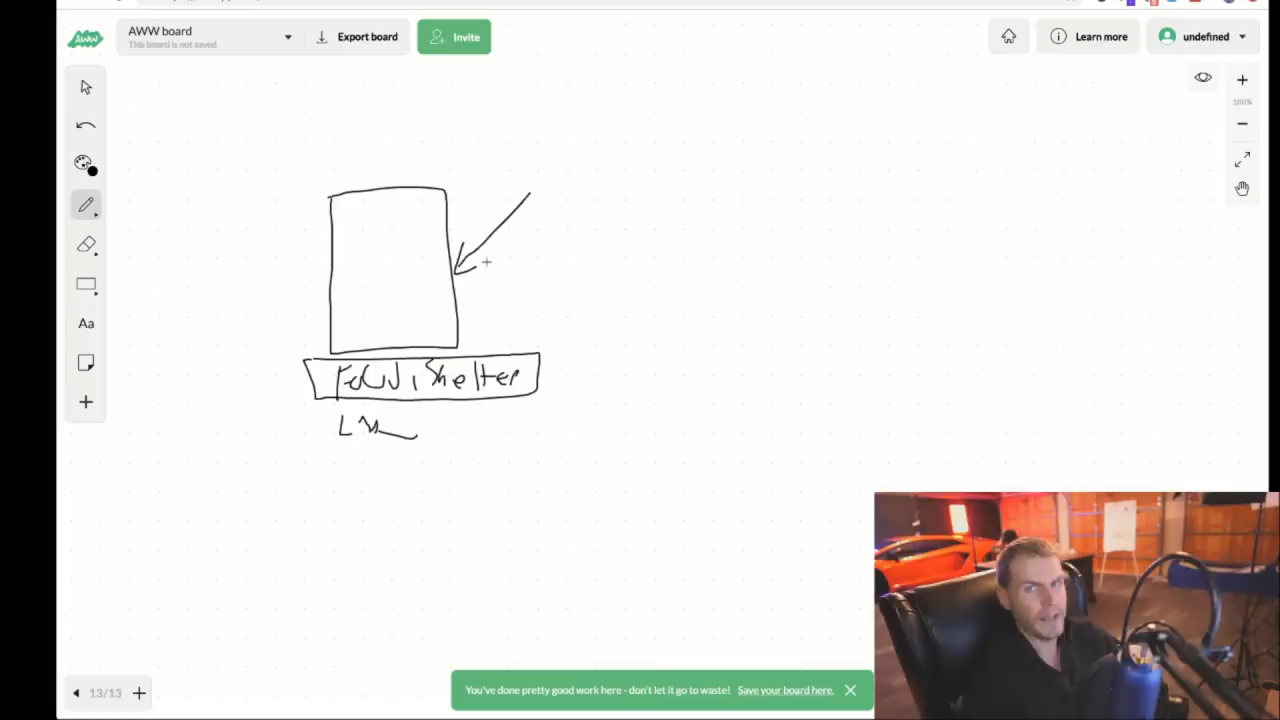 AWW board
This board is not saved
Export board
Invite
Learn more
undefined
AWW
100%
Aa
Shelter
13/13
You've done pretty good work here - don't let it go to waste! Save your board here.